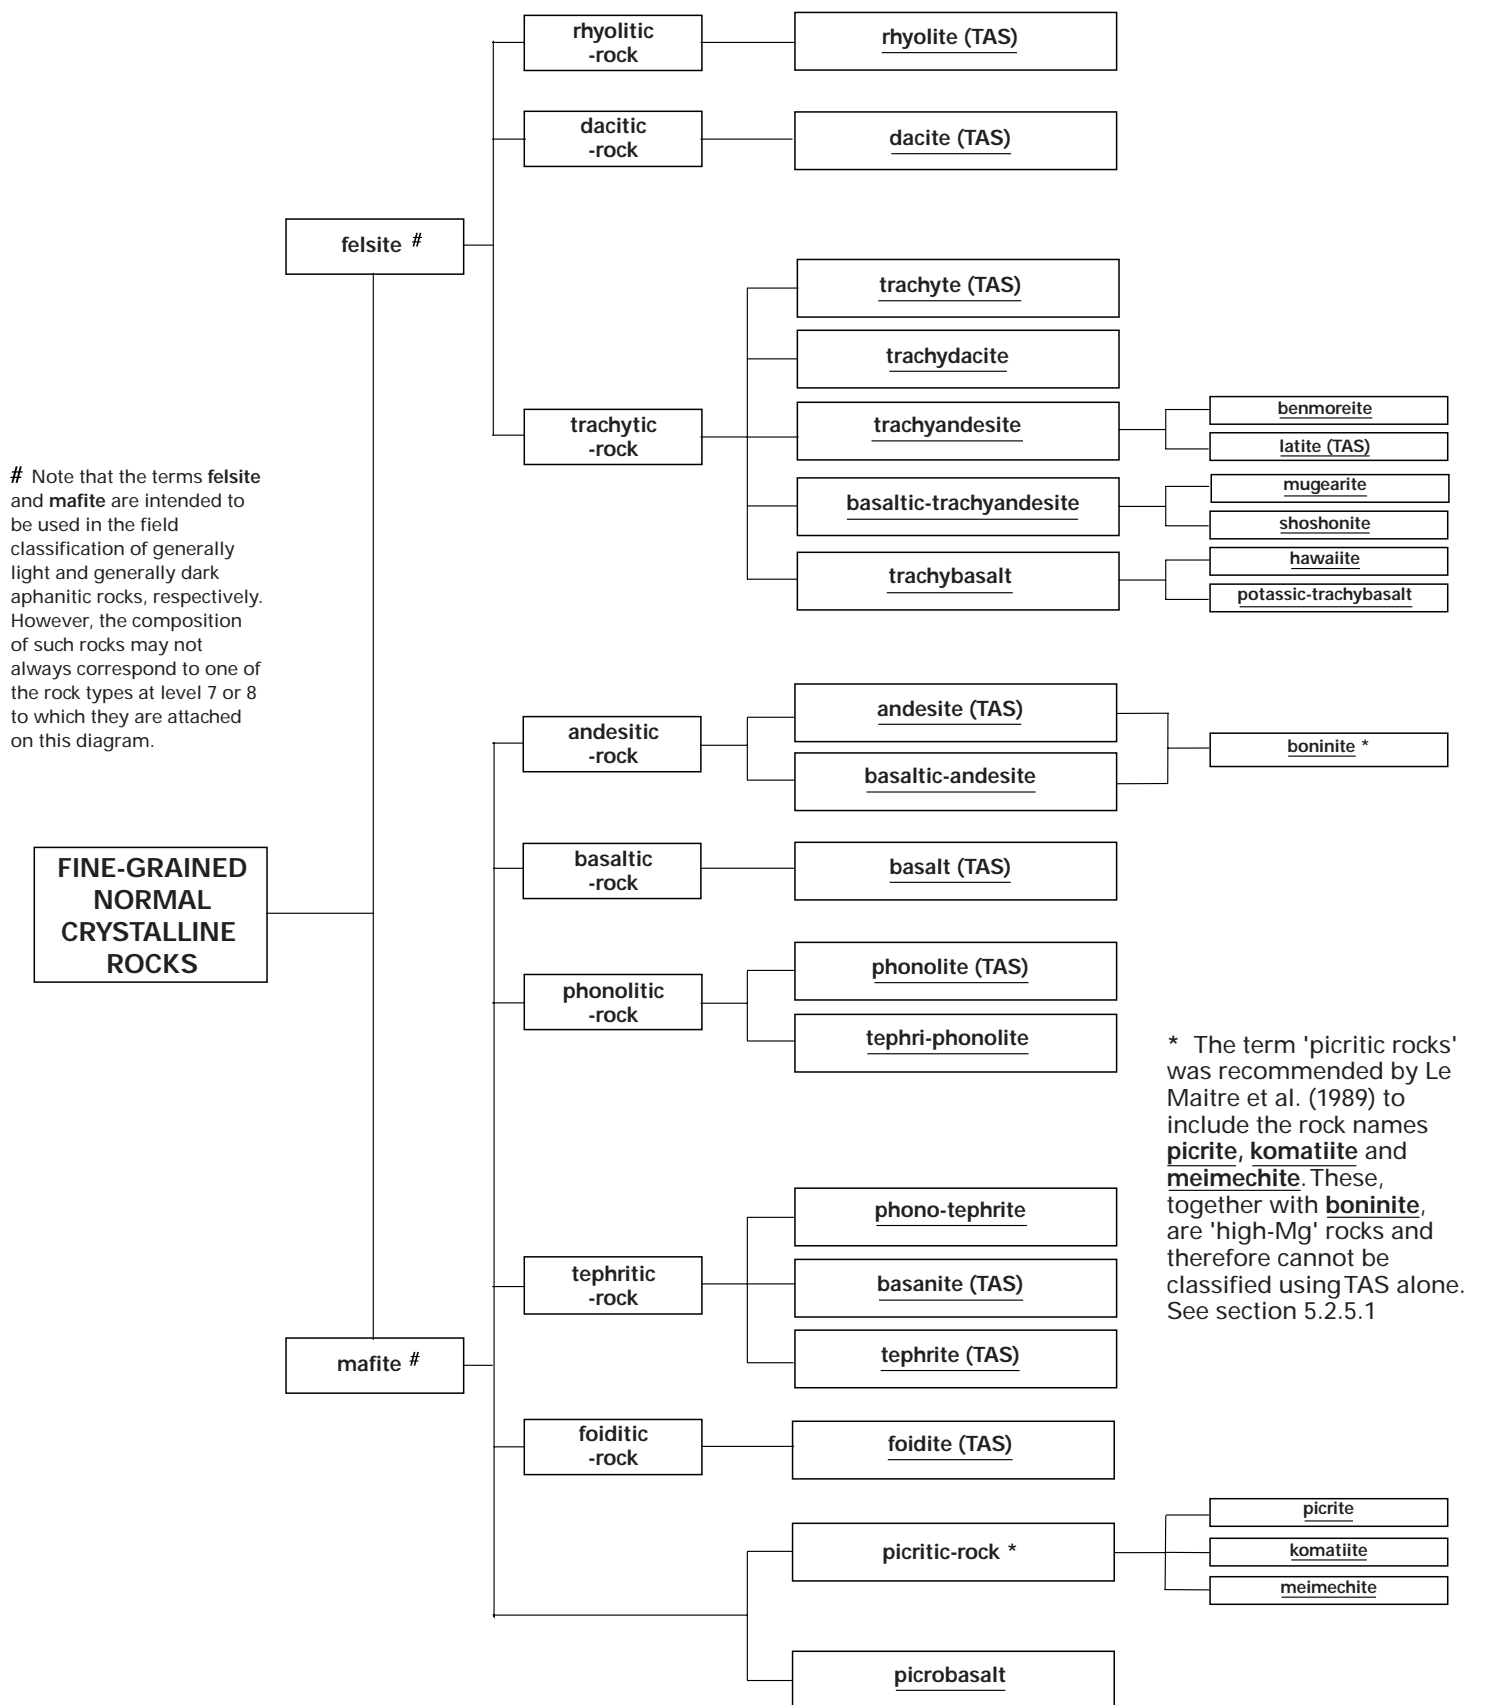 rhyolitic
-rock
rhyolite (TAS)
dacitic
-rock
dacite (TAS)
felsite #
trachyte (TAS)
trachydacite
trachytic
-rock
trachyandesite
benmoreite
latite (TAS)
basaltic-trachyandesite
mugearite
shoshonite
trachybasalt
hawaiite
potassic-trachybasalt
# Note that the terms felsite
and mafite are intended to
be used in the field
classification of generally
light and generally dark
aphanitic rocks, respectively.
However, the composition
of such rocks may not
always correspond to one of
the rock types at level 7 or 8
to which they are attached
on this diagram.
andesitic
-rock
andesite (TAS)
basaltic-andesite
boninite *
FINE-GRAINED
NORMAL
CRYSTALLINE
ROCKS
basaltic
-rock
basalt (TAS)
phonolitic
-rock
phonolite (TAS)
tephri-phonolite
* The term 'picritic rocks'
was recommended by Le
Maitre et al. (1989) to
include the rock names
picrite, komatiite and
meimechite. These,
together with boninite,
are 'high-Mg' rocks and
therefore cannot be
classified using TAS alone.
See section 5.2.5.1
tephritic
-rock
phono-tephrite
basanite (TAS)
tephrite (TAS)
mafite #
foiditic
-rock
foidite (TAS)
picritic-rock *
picrite
komatiite
meimechite
picrobasalt